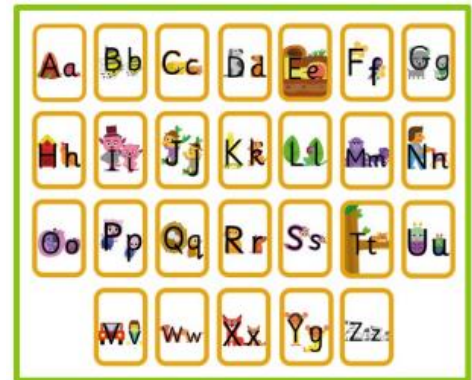 Aa Bb Cc Dd Ee Ff Gg
Hh Ii Jj Kk Ll Mm Nn
Oo Pp Qq Rr Ss Tt Uu
Vv Ww Xx Yy Zz